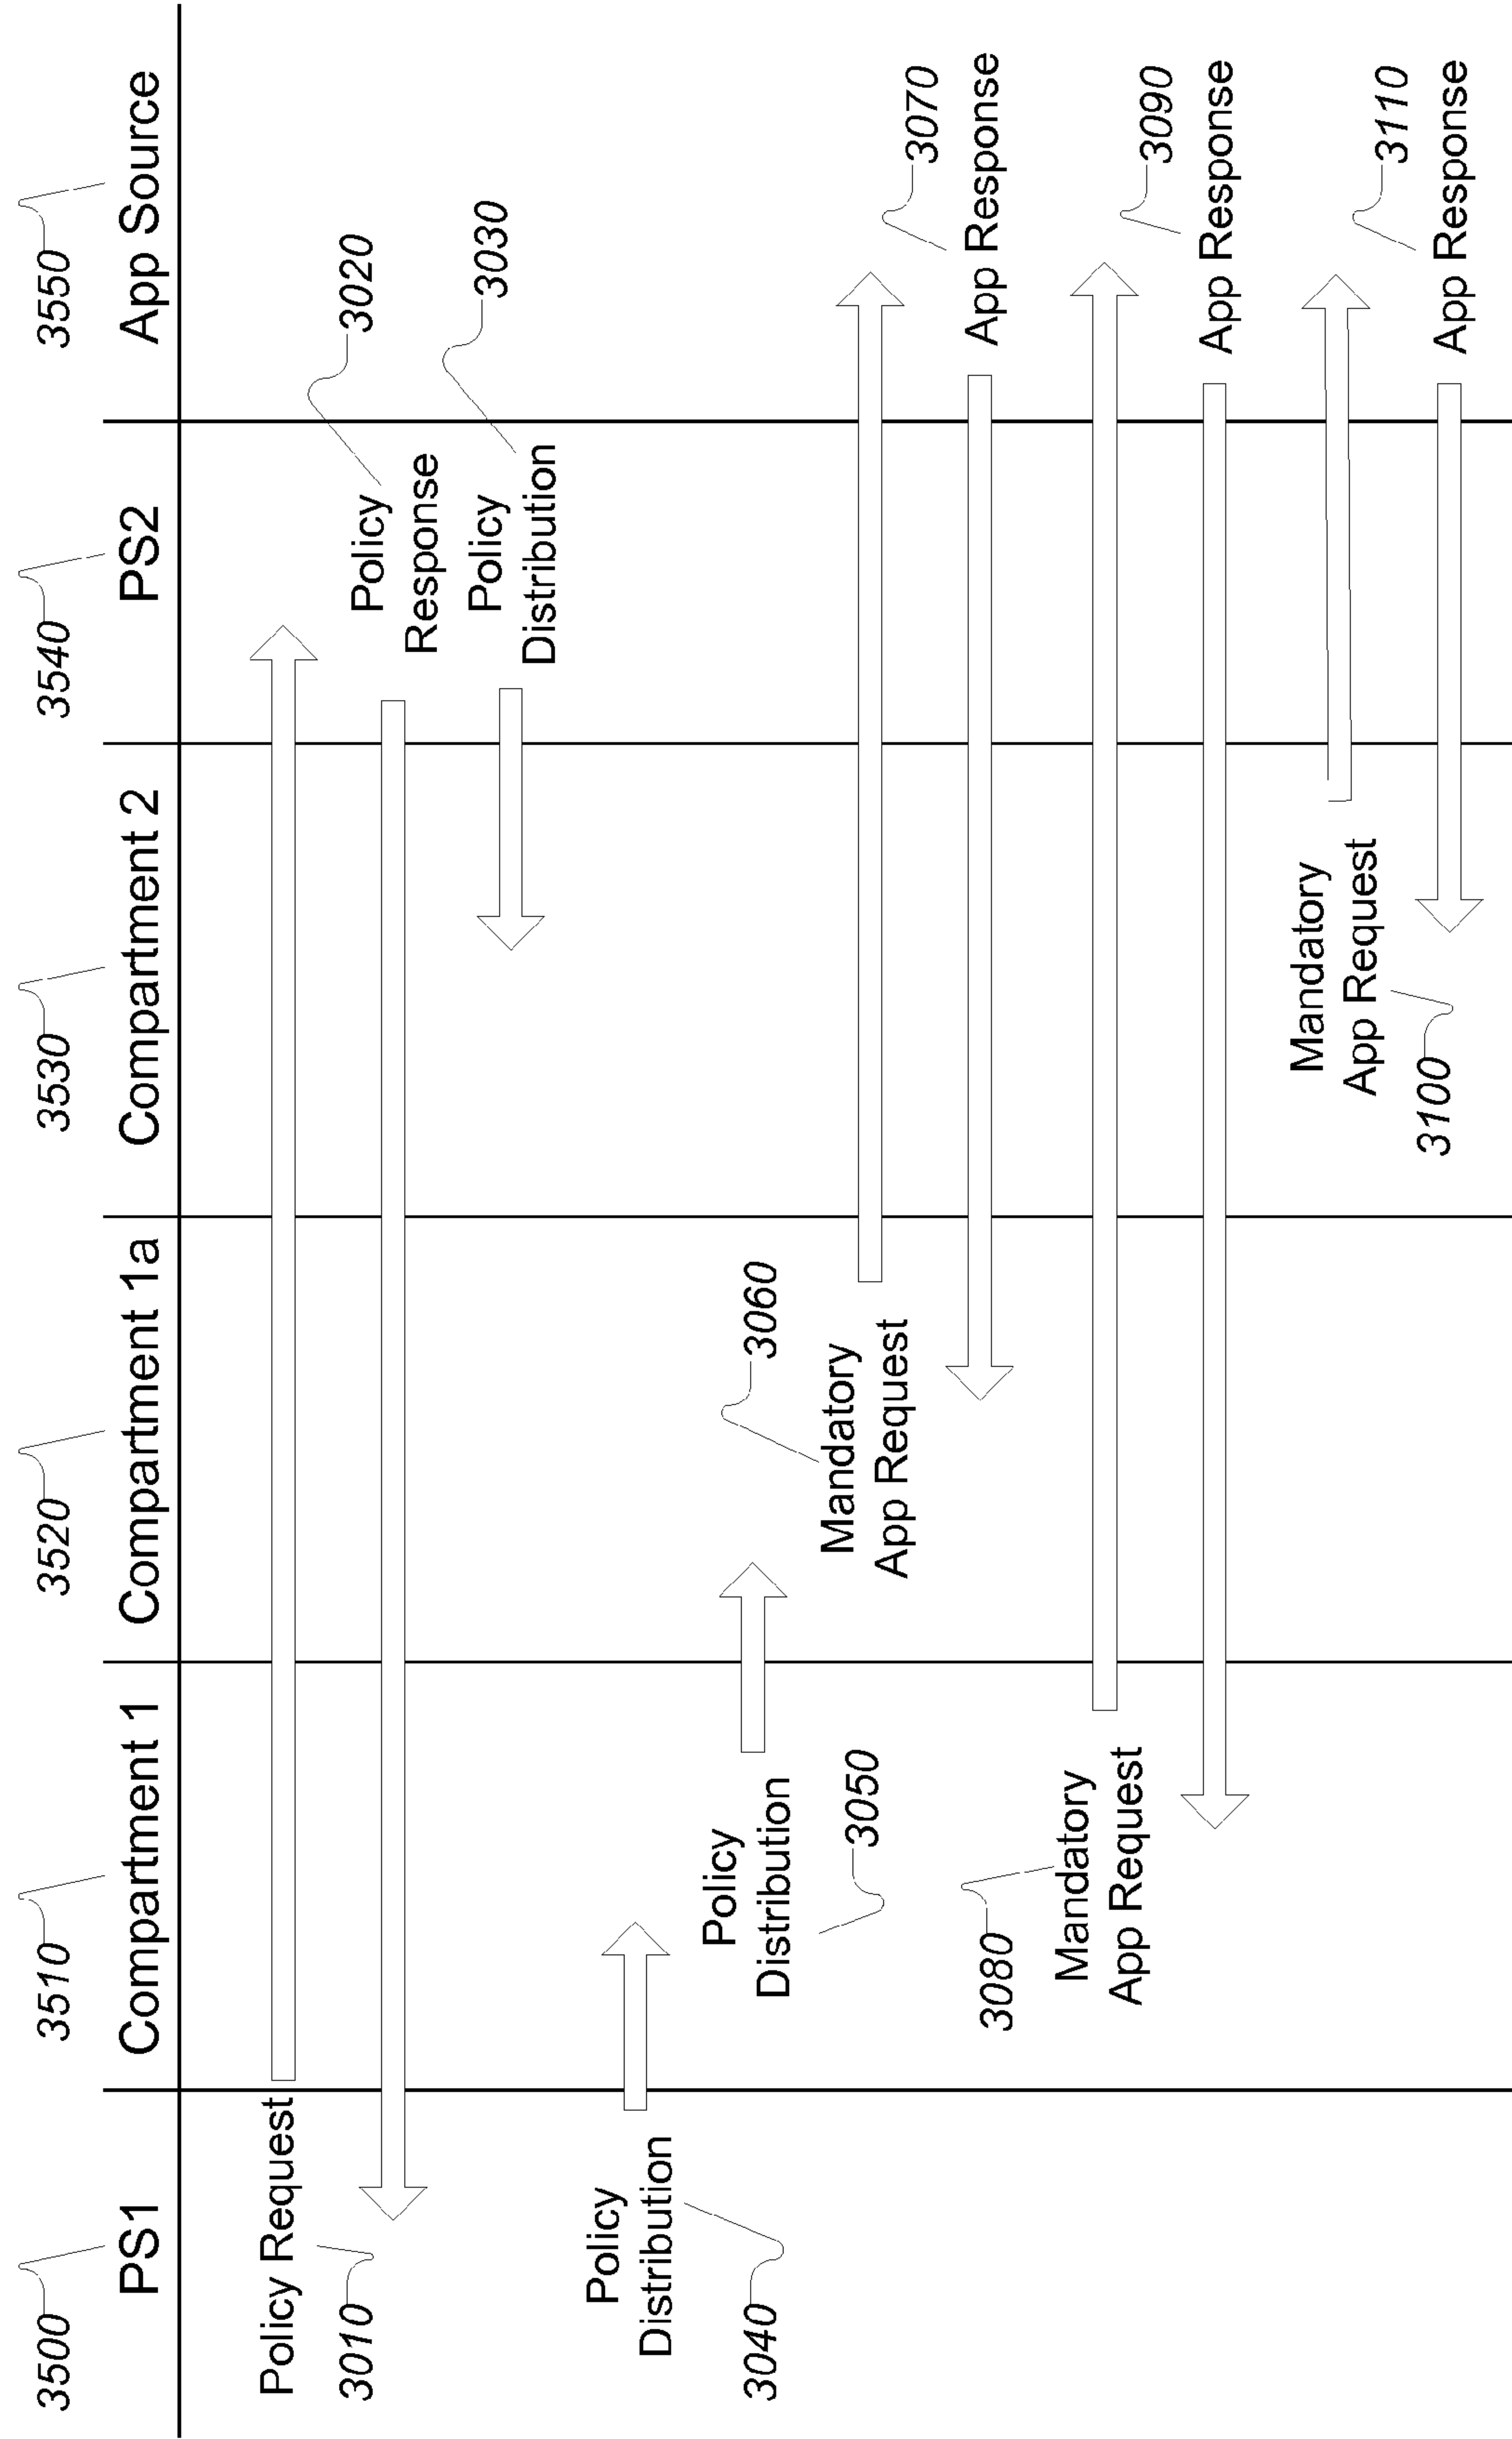 3500
3510
3520
3530
3540
3550
PS1
Compartment 1
Compartment 1a
Compartment 2
PS2
App Source
Policy Request
3010
3020
Policy
Response
3030
Policy
Distribution
Policy
Distribution
3040
Policy
Distribution
3050
3060
Mandatory
App Request
3070
App Response
3080
Mandatory
App Request
3090
App Response
Mandatory
App Request
3100
3110
App Response